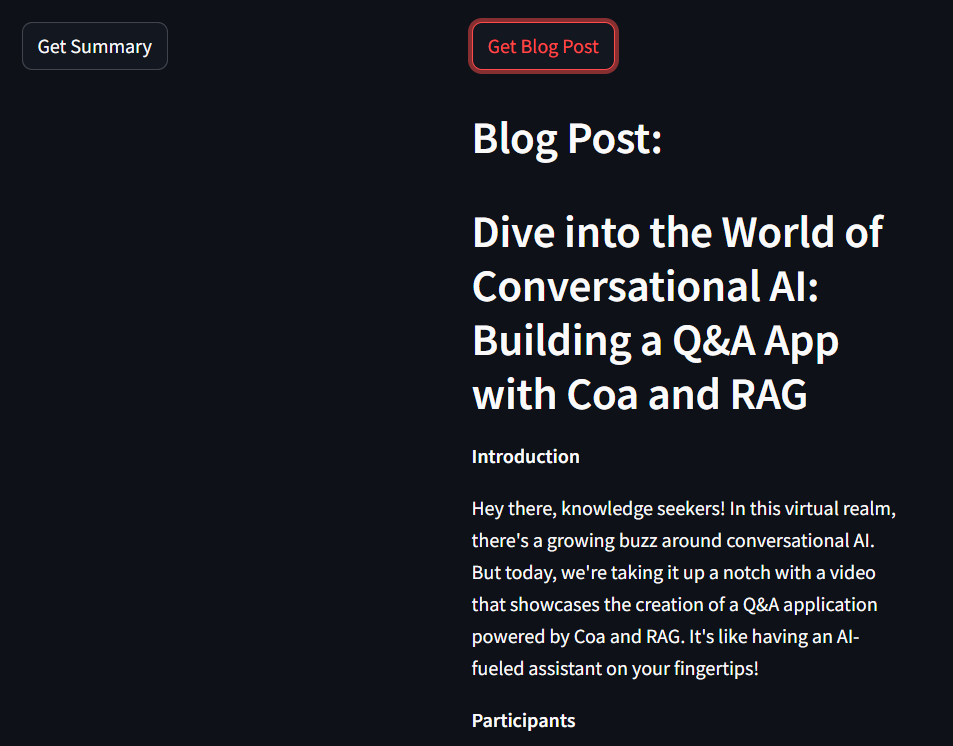 Get Summary
Get Blog Post
Blog Post:
Dive into the World of
Conversational AI:
Building a Q&A App
with Coa and RAG
Introduction
Hey there, knowledge seekers! In this virtual realm,
there's a growing buzz around conversational AI.
But today, we're taking it up a notch with a video
that showcases the creation of a Q&A application
powered by Coa and RAG. It's like having an AI-
fueled assistant on your fingertips!
Participants